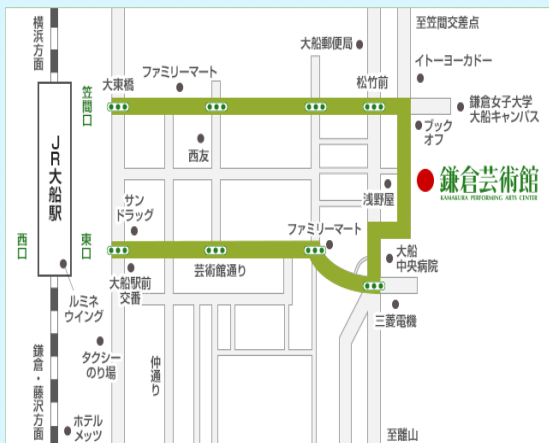 横浜方面
大船郵便局
至笠間交差点
イトーヨーカドー
ファミリーマート
大東橋
松竹前
笠間口
鎌倉女子大学
大船キャンパス
ブック
オフ
西友
JR大船駅
鎌倉芸術館
KAMAKURA PERFORMING ARTS CENTER
浅野屋
サン
ドラッグ
ファミリーマート
西口
東口
大船
中央病院
芸術館通り
大船駅前
交番
ルミネ
ウイング
三菱電機
タクシー
のり場
仲通り
鎌倉・藤沢方面
ホテル
メッツ
至離山